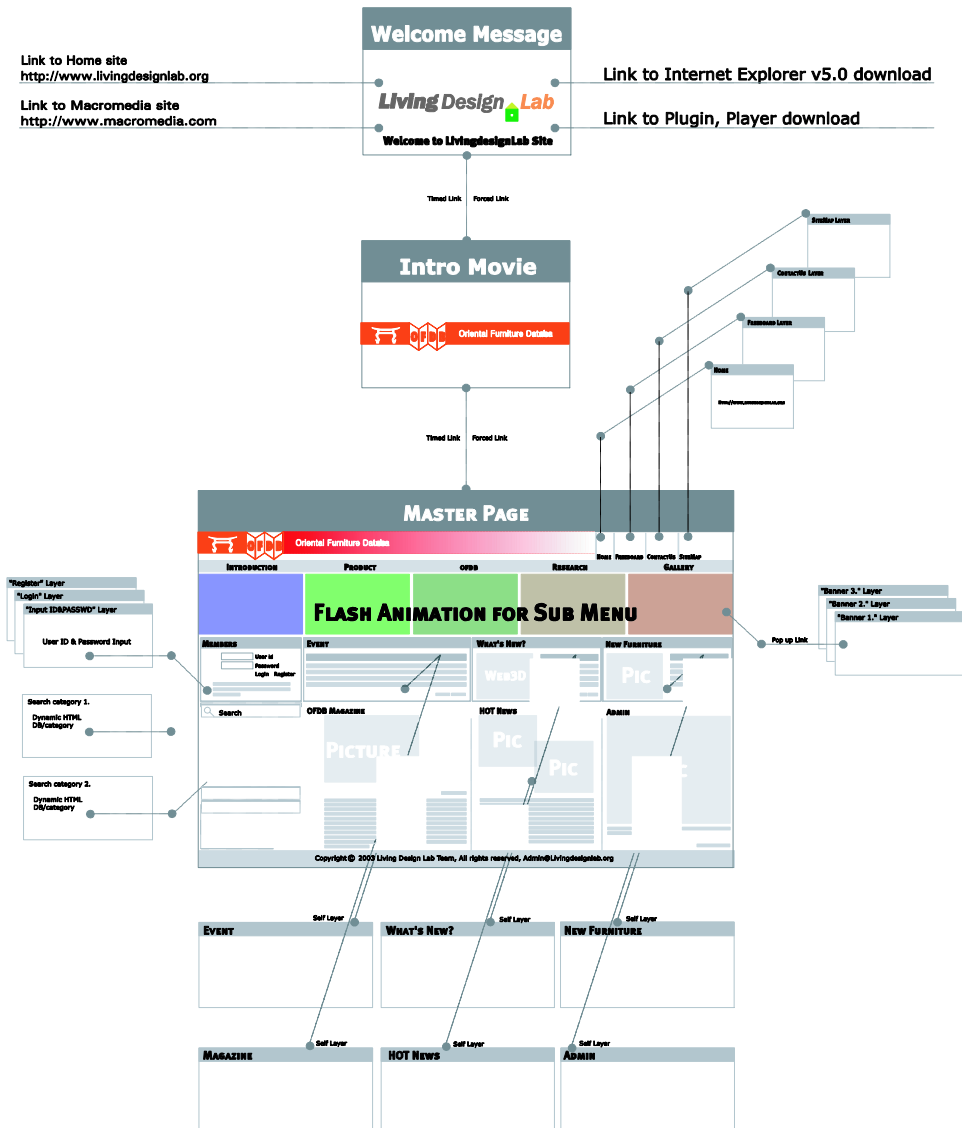 Welcome Message
Link to Home site
http://www.livingdesignlab.org
Link to Macromedia site
http://www.macromedia.com
Living Design Lab
Welcome to LivingdesignLab Site
Link to Internet Explorer v5.0 download
Link to Plugin, Player download
Timed Link
Forced Link
Intro Movie
OFDB
Oriental Furniture Databa
Timed Link
Forced Link
SiteMap Layer
ContactUs Layer
Freeboard Layer
Home
Master Page
OFDB
Oriental Furniture Databa
Home Freeboard ContactUs SiteMap
Introduction Product OFDB Research Gallery
Flash Animation for Sub Menu
"Register" Layer
"Login" Layer
"Input ID&PASSWD" Layer
User ID & Password Input
Search category 1.
Dynamic HTML
DB/category
Search category 2.
Dynamic HTML
DB/category
"Banner 3." Layer
"Banner 2." Layer
"Banner 1." Layer
Pop up Link
Members
User id
Password
Login Register
Search
Event
What's New?
Web3D
New Furniture
Pic
OFDB Magazine
Picture
HOT News
Pic
Pic
Admin
Copyright© 2003 Living Design Lab Team, All rights reserved, Admin@Livingdesignlab.org
Self Layer
Event
Self Layer
What's New?
Self Layer
New Furniture
Self Layer
Magazine
Self Layer
HOT News
Self Layer
Admin